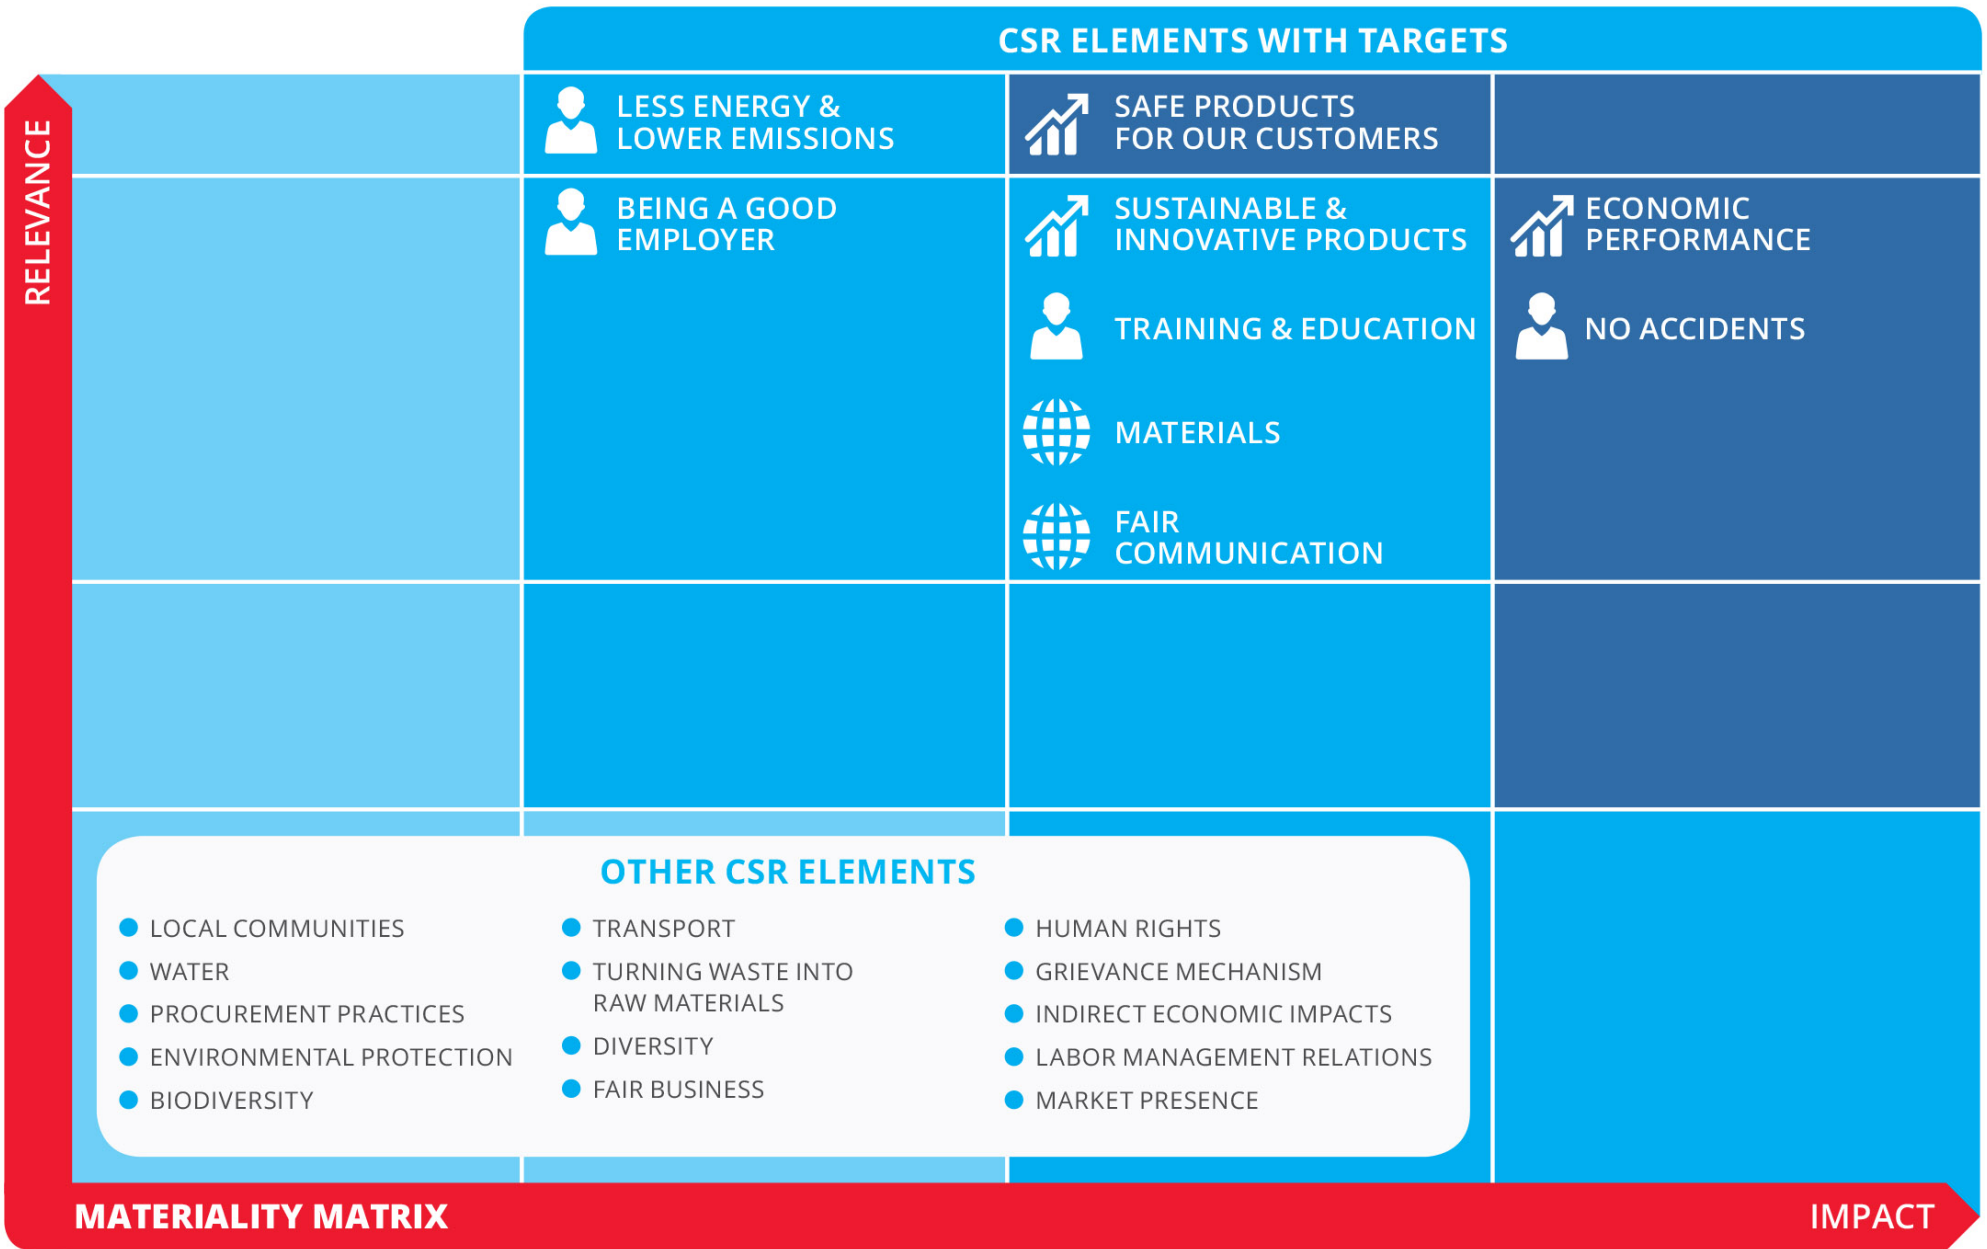 CSR ELEMENTS WITH TARGETS
RELEVANCE
LESS ENERGY &
LOWER EMISSIONS
SAFE PRODUCTS
FOR OUR CUSTOMERS
BEING A GOOD
EMPLOYER
SUSTAINABLE &
INNOVATIVE PRODUCTS
TRAINING & EDUCATION
MATERIALS
FAIR
COMMUNICATION
ECONOMIC
PERFORMANCE
NO ACCIDENTS
OTHER CSR ELEMENTS
LOCAL COMMUNITIES
WATER
PROCUREMENT PRACTICES
ENVIRONMENTAL PROTECTION
BIODIVERSITY
TRANSPORT
TURNING WASTE INTO
RAW MATERIALS
DIVERSITY
FAIR BUSINESS
HUMAN RIGHTS
GRIEVANCE MECHANISM
INDIRECT ECONOMIC IMPACTS
LABOR MANAGEMENT RELATIONS
MARKET PRESENCE
MATERIALITY MATRIX
IMPACT